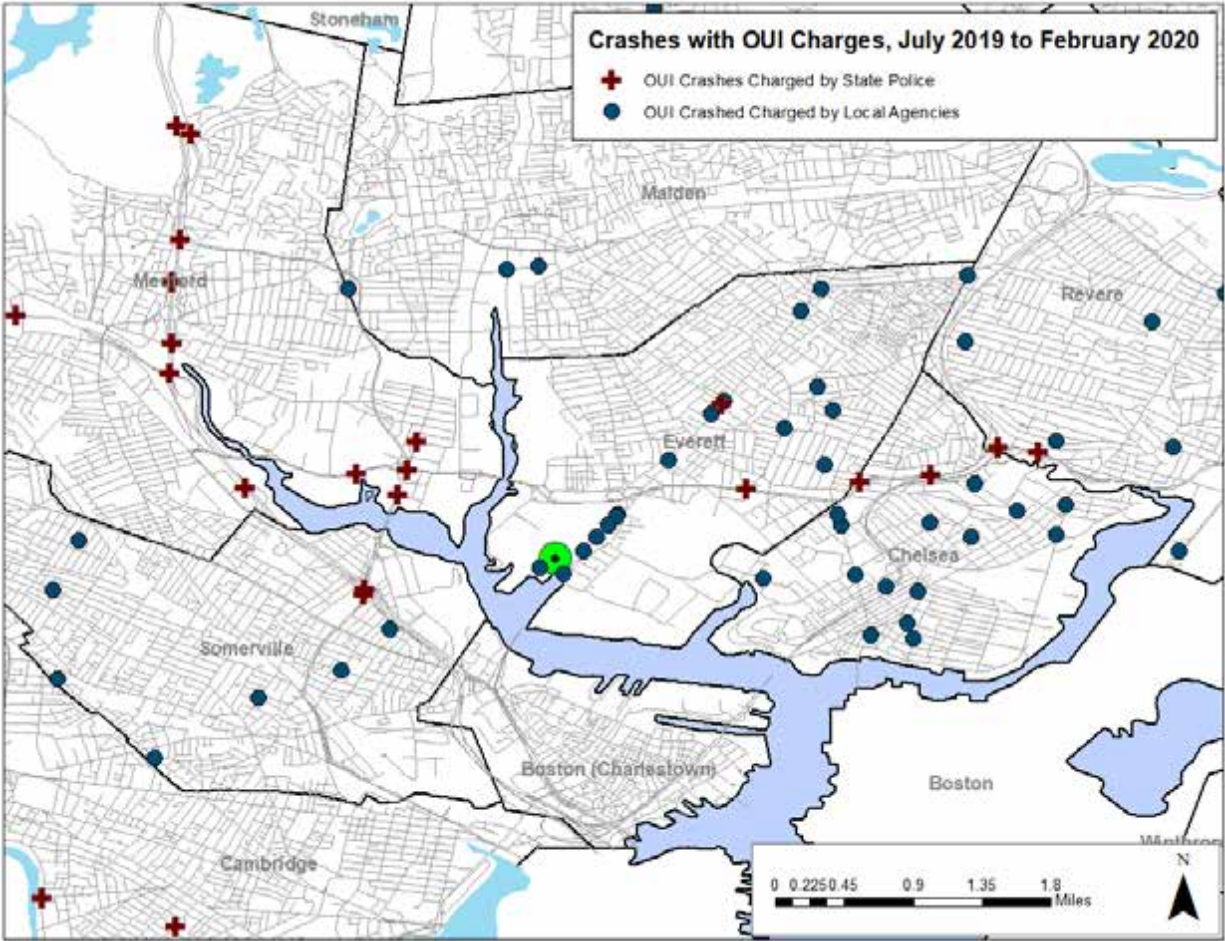 Stoneham
Crashes with OUI Charges, July 2019 to February 2020
OUI Crashes Charged by State Police
OUI Crashed Charged by Local Agencies
Malden
Medford
Revere
Everett
Chelsea
Somerville
Boston (Charlestown)
Boston
Cambridge
N
0 0.225 0.45 0.9 1.35 1.8
Miles